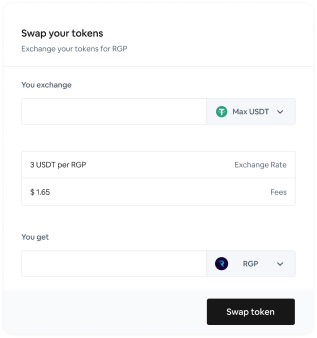 Swap your tokens
Exchange your tokens for RGP
You exchange
Max USDT
3 USDT per RGP Exchange Rate
$ 1.65 Fees
You get
RGP
Swap token